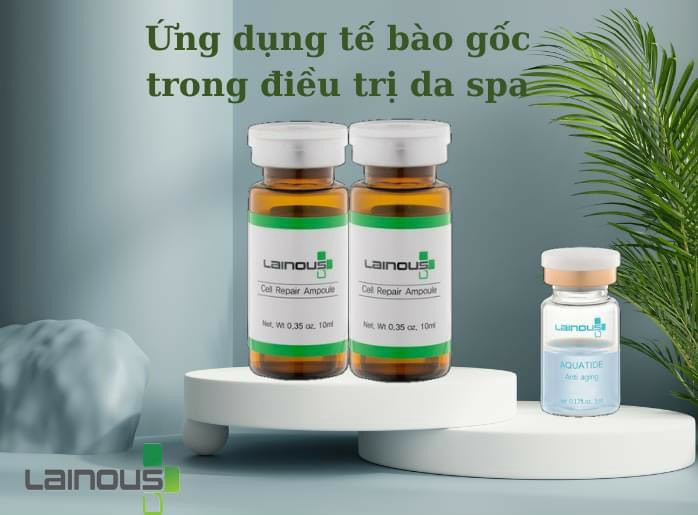 Ứng dụng tế bào gốc
trong điều trị da spa
LAINOUS
Cell Repair Ampoule
Net, Wt 0,35 oz. 10ml
LAINOUS
Cell Repair Ampoule
Net, Wt 0,35 oz. 10ml
LAINOUS
AQUATIDE
Anti aging
LAINOUS